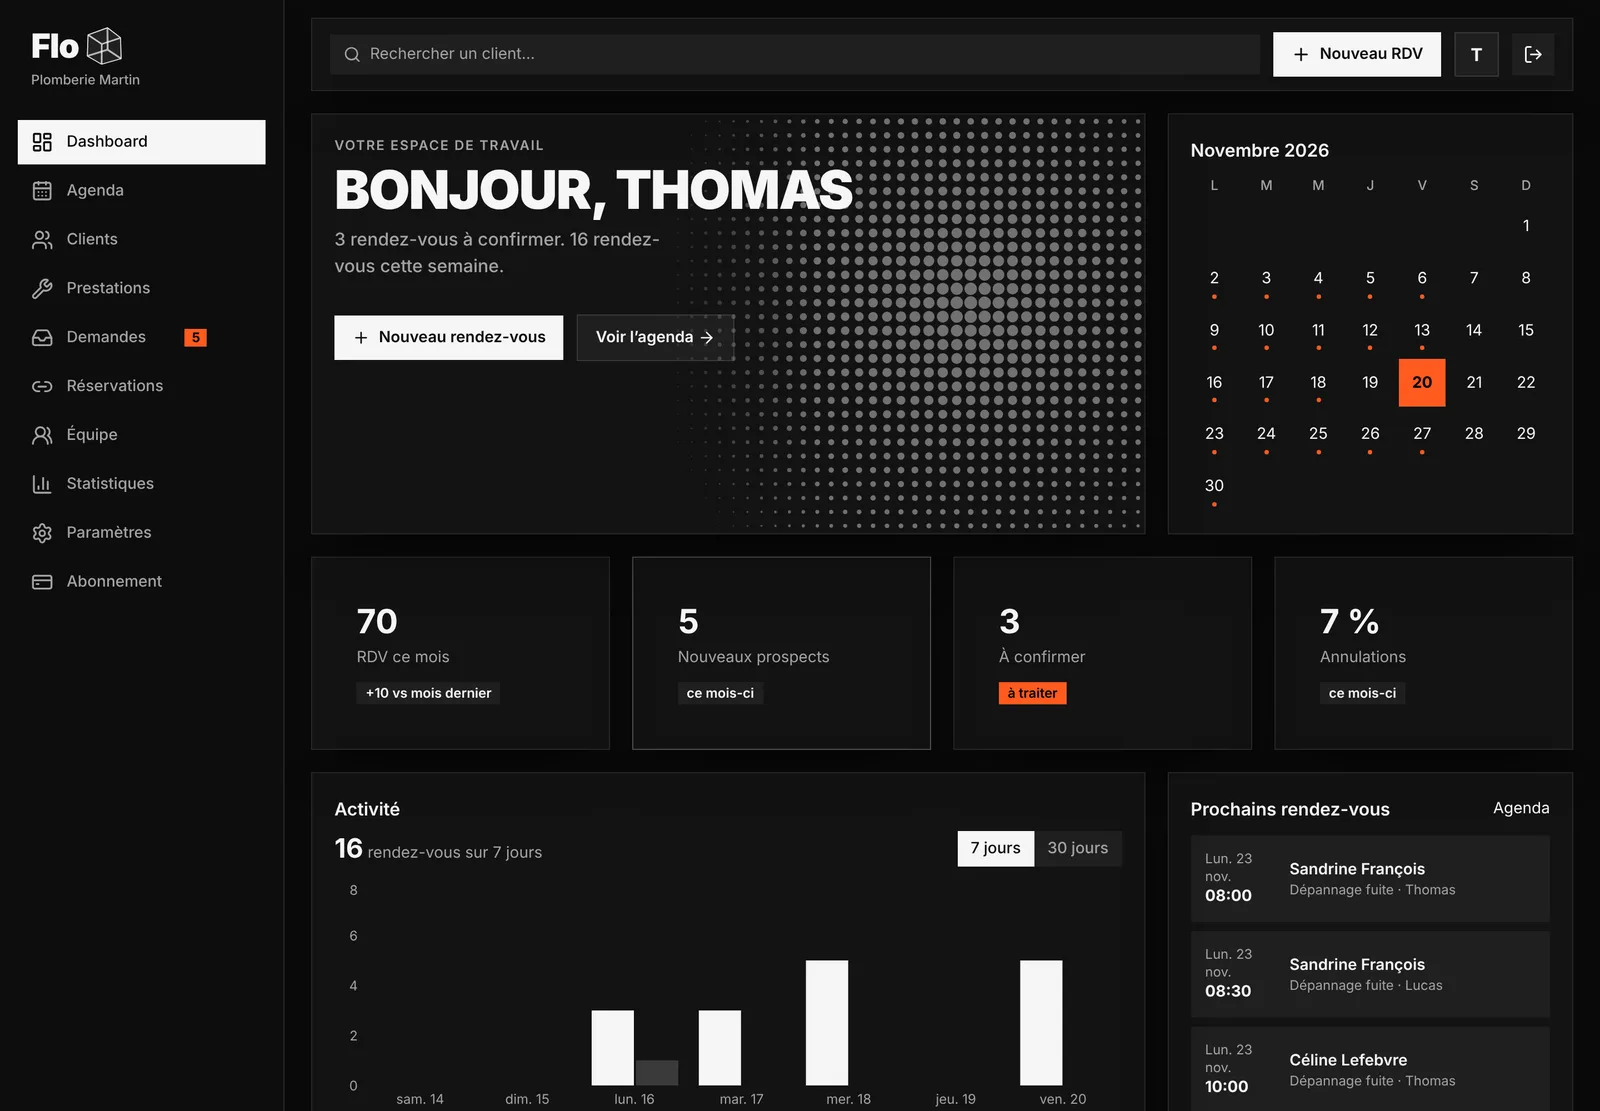 Flo
Plomberie Martin
Dashboard
Agenda
Clients
Prestations
Demandes 5
Réservations
Équipe
Statistiques
Paramètres
Abonnement
Rechercher un client...
Nouveau RDV
T
VOTRE ESPACE DE TRAVAIL
BONJOUR, THOMAS
3 rendez-vous à confirmer. 16 rendez-
vous cette semaine.
Nouveau rendez-vous
Voir l’agenda →
Novembre 2026
L M M J V S D
1
2 3 4 5 6 7 8
9 10 11 12 13 14 15
16 17 18 19 20 21 22
23 24 25 26 27 28 29
30
70
RDV ce mois
+10 vs mois dernier
5
Nouveaux prospects
ce mois-ci
3
À confirmer
à traiter
7 %
Annulations
ce mois-ci
Activité
16 rendez-vous sur 7 jours
7 jours
30 jours
8
6
4
2
0
sam. 14 dim. 15 lun. 16 mar. 17 mer. 18 jeu. 19 ven. 20
Prochains rendez-vous
Agenda
Lun. 23
nov.
08:00
Sandrine François
Dépannage fuite · Thomas
Lun. 23
nov.
08:30
Sandrine François
Dépannage fuite · Lucas
Lun. 23
nov.
10:00
Céline Lefebvre
Dépannage fuite · Thomas